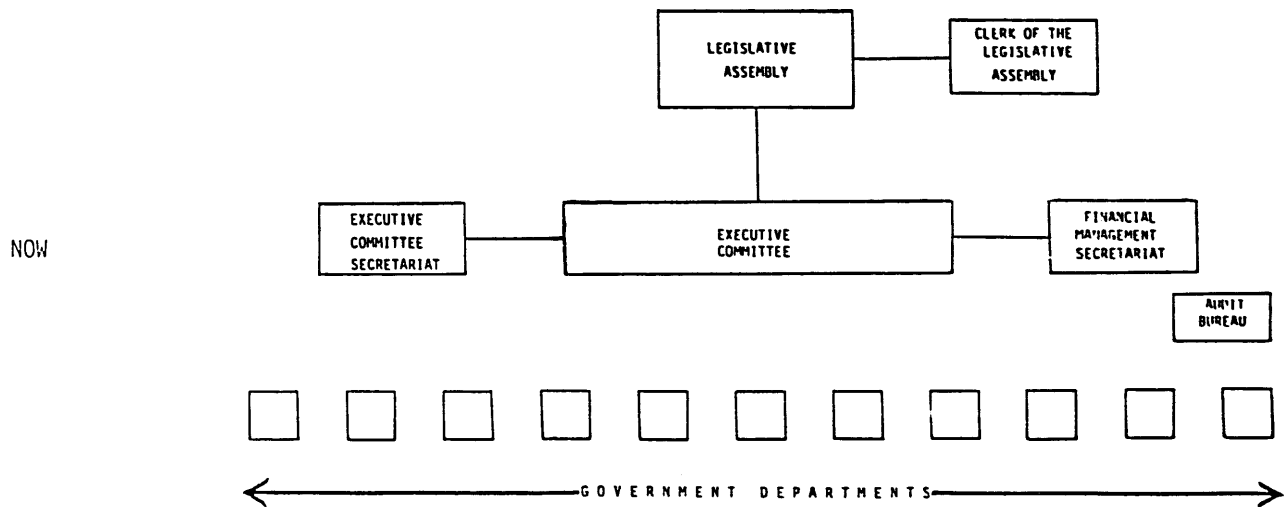 LEGISLATIVE
ASSEMBLY
CLERK OF THE
LEGISLATIVE
ASSEMBLY
NOW
EXECUTIVE
COMMITTEE
SECRETARIAT
EXECUTIVE
COMMITTEE
FINANCIAL
MANAGEMENT
SECRETARIAT
AUDIT
BUREAU
GOVERNMENT DEPARTMENTS